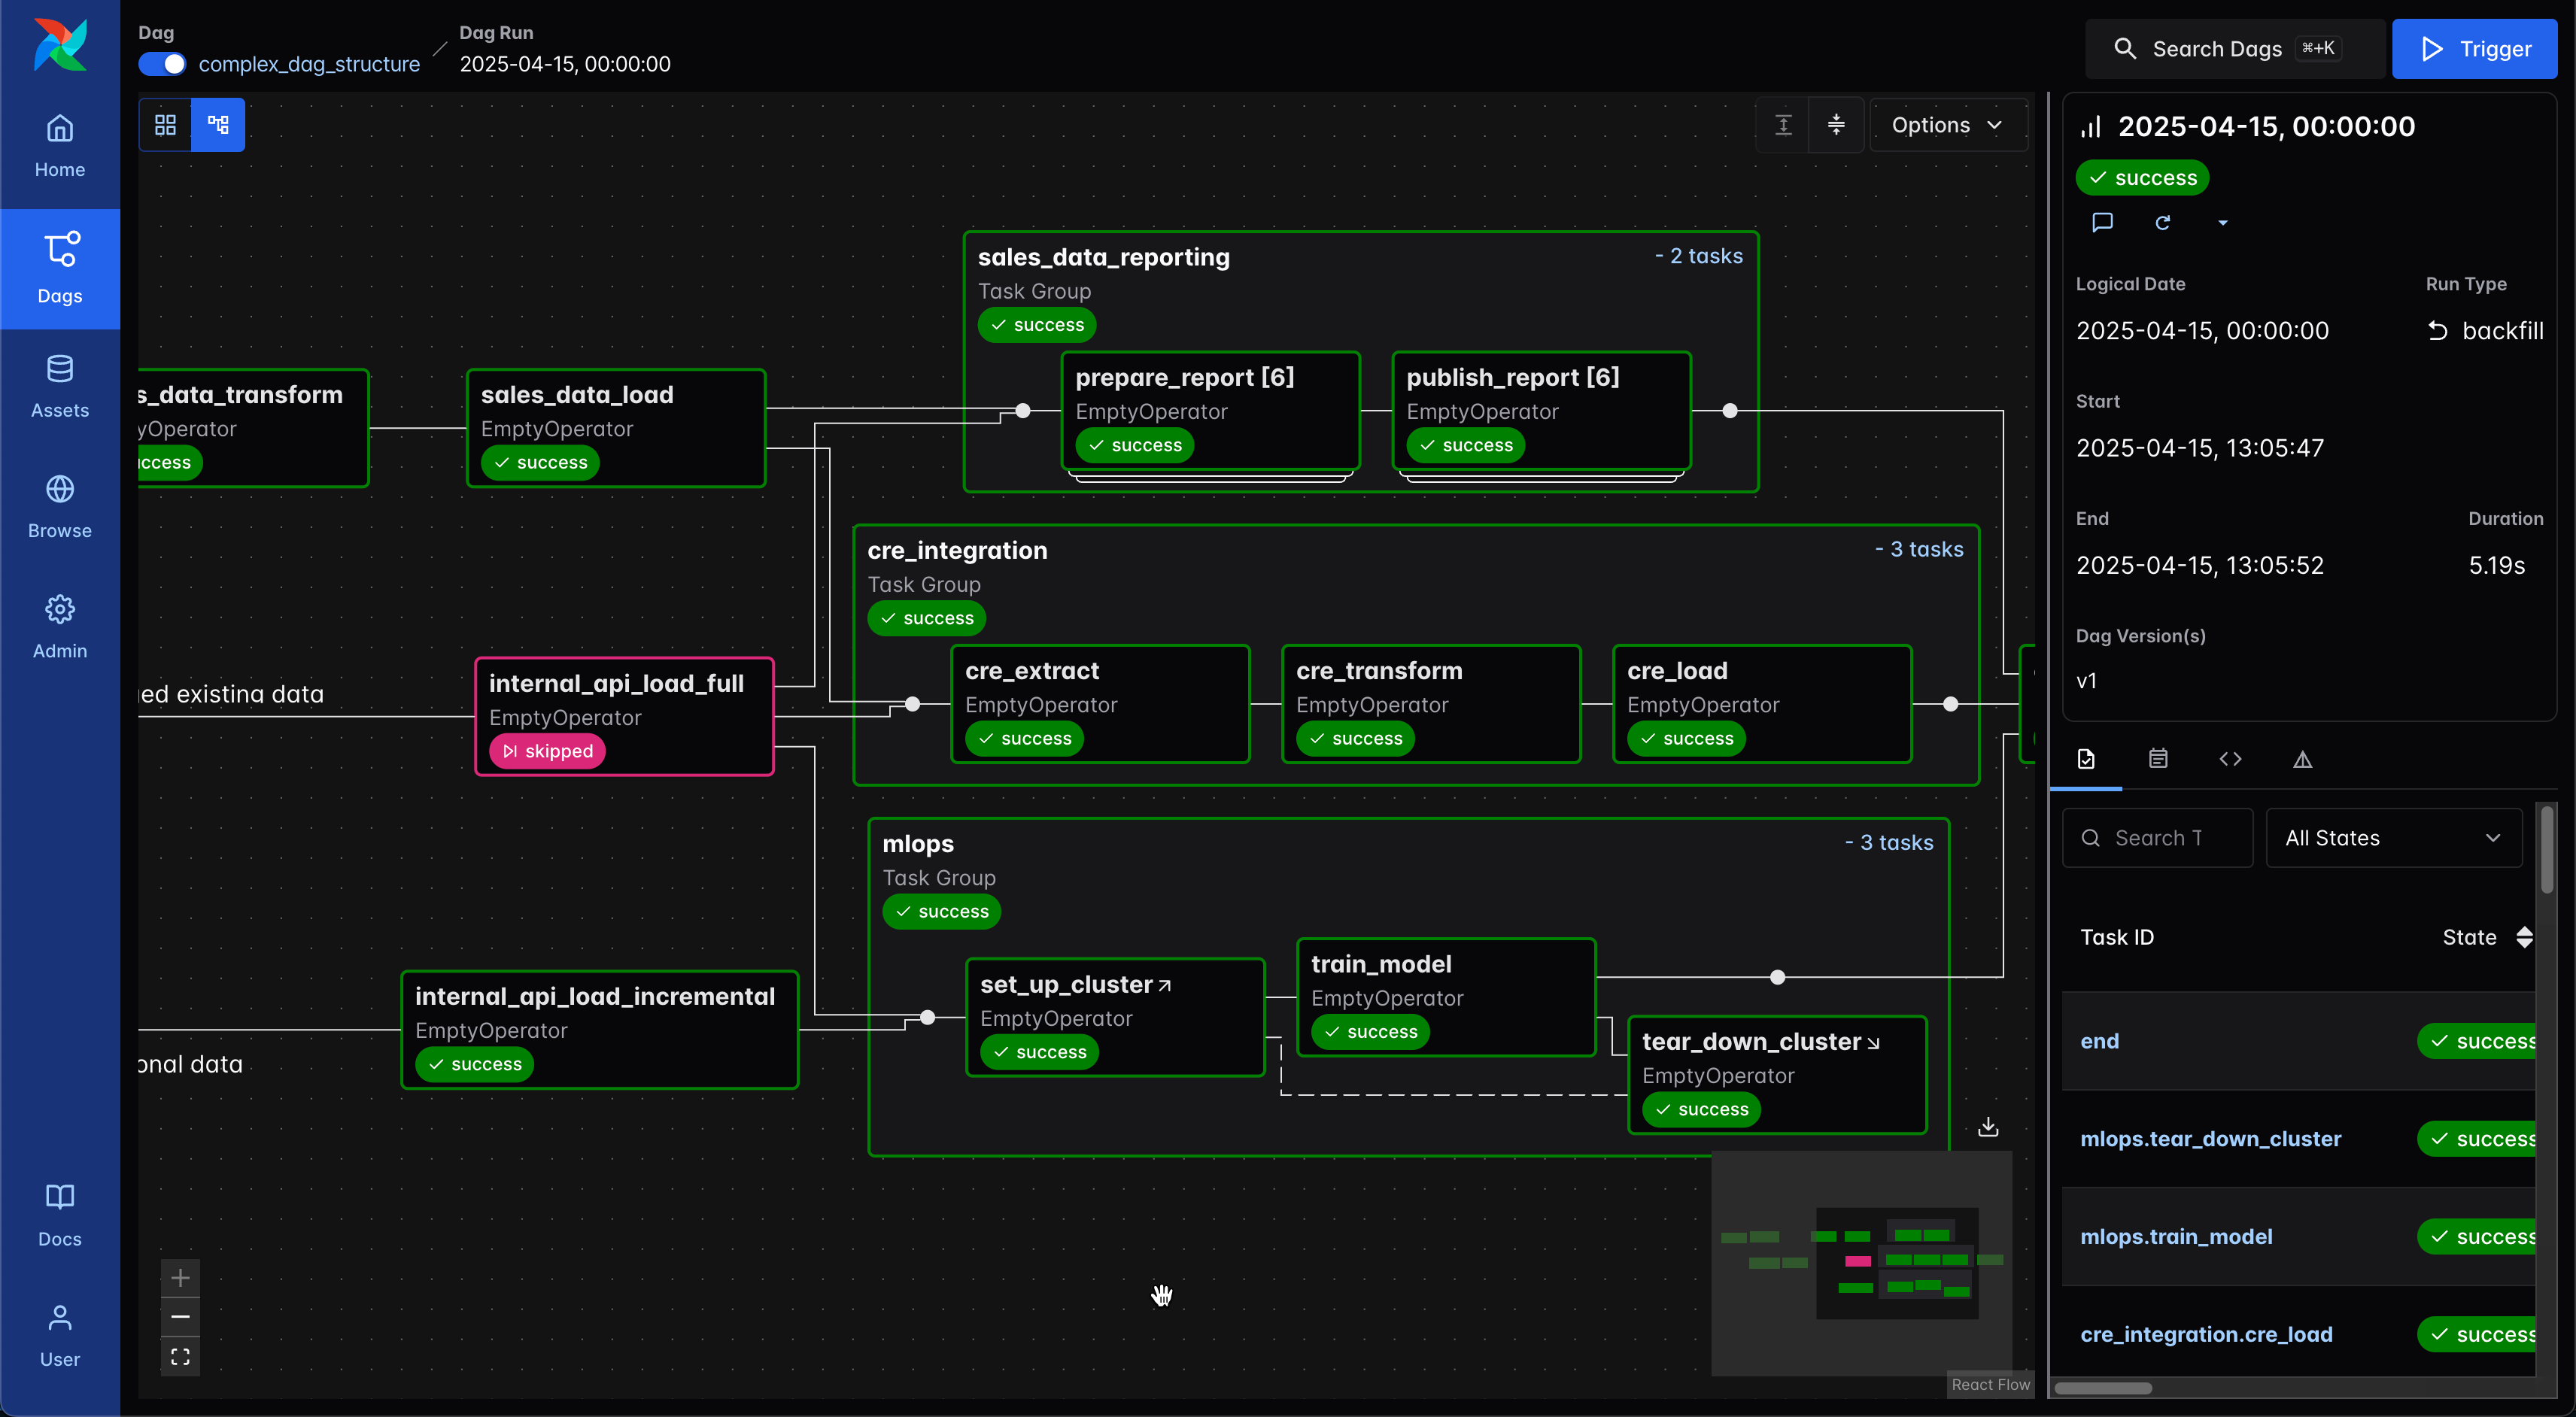 Dag
complex_dag_structure
Dag Run
2025-04-15, 00:00:00
Search Dags ⌘+K
Trigger
Home
Dags
Assets
Browse
Admin
Docs
User
Options
s_data_transform
yOperator
ccess
sales_data_load
EmptyOperator
success
sales_data_reporting
- 2 tasks
Task Group
success
prepare_report [6]
EmptyOperator
success
publish_report [6]
EmptyOperator
success
cre_integration
- 3 tasks
Task Group
success
cre_extract
EmptyOperator
success
cre_transform
EmptyOperator
success
cre_load
EmptyOperator
success
ed existing data
internal_api_load_full
EmptyOperator
skipped
mlops
- 3 tasks
Task Group
success
set_up_cluster
EmptyOperator
success
train_model
EmptyOperator
success
tear_down_cluster
EmptyOperator
success
internal_api_load_incremental
EmptyOperator
success
onal data
React Flow
2025-04-15, 00:00:00
success
Logical Date
Run Type
2025-04-15, 00:00:00
backfill
Start
2025-04-15, 13:05:47
End
Duration
2025-04-15, 13:05:52
5.19s
Dag Version(s)
v1
Search T
All States
Task ID
State
end
success
mlops.tear_down_cluster
success
mlops.train_model
success
cre_integration.cre_load
success